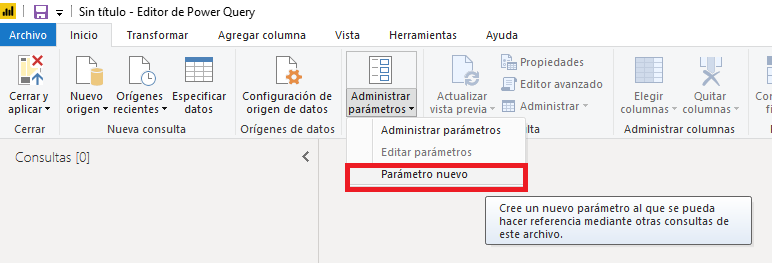 Sin título - Editor de Power Query
Archivo Inicio Transformar Agregar columna Vista Herramientas Ayuda
Cerrar y aplicar
Nuevo origen
Orígenes recientes
Especificar datos
Configuración de origen de datos
Administrar parámetros
Actualizar vista previa
Propiedades
Editor avanzado
Administrar
Elegir columnas
Quitar columnas
Cerrar
Nueva consulta
Orígenes de datos
Administrar columnas
Administrar parámetros
Editar parámetros
Parámetro nuevo
Consultas [0]
Cree un nuevo parámetro al que se pueda
hacer referencia mediante otras consultas de
este archivo.